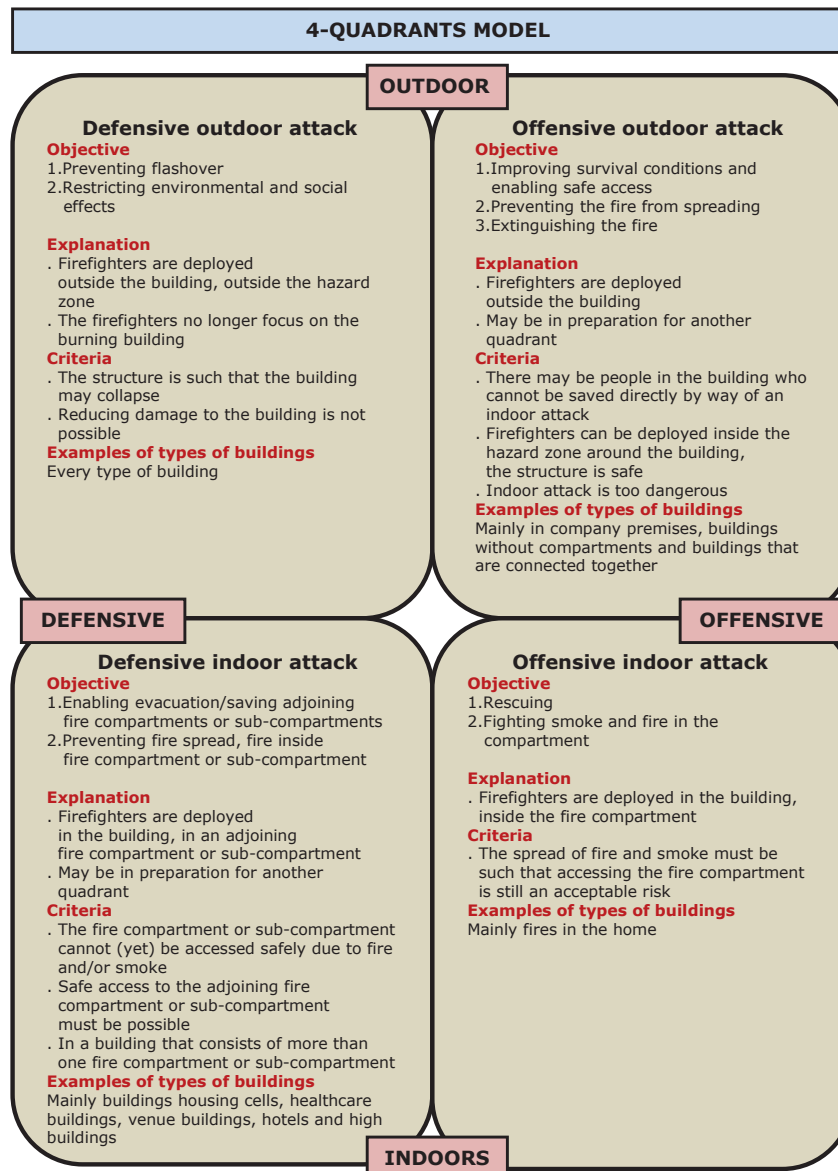 4-QUADRANTS MODEL
OUTDOOR
Defensive outdoor attack
Objective
1.Preventing flashover
2.Restricting environmental and social
effects
Explanation
. Firefighters are deployed
outside the building, outside the hazard
zone
. The firefighters no longer focus on the
burning building
Criteria
. The structure is such that the building
may collapse
. Reducing damage to the building is not
possible
Examples of types of buildings
Every type of building
Offensive outdoor attack
Objective
1.Improving survival conditions and
enabling safe access
2.Preventing the fire from spreading
3.Extinguishing the fire
Explanation
. Firefighters are deployed
outside the building
. May be in preparation for another
quadrant
Criteria
. There may be people in the building who
cannot be saved directly by way of an
indoor attack
. Firefighters can be deployed inside the
hazard zone around the building,
the structure is safe
. Indoor attack is too dangerous
Examples of types of buildings
Mainly in company premises, buildings
without compartments and buildings that
are connected together
DEFENSIVE
OFFENSIVE
Defensive indoor attack
Objective
1.Enabling evacuation/saving adjoining
fire compartments or sub-compartments
2.Preventing fire spread, fire inside
fire compartment or sub-compartment
Explanation
. Firefighters are deployed
in the building, in an adjoining
fire compartment or sub-compartment
. May be in preparation for another
quadrant
Criteria
. The fire compartment or sub-compartment
cannot (yet) be accessed safely due to fire
and/or smoke
. Safe access to the adjoining fire
compartment or sub-compartment
must be possible
. In a building that consists of more than
one fire compartment or sub-compartment
Examples of types of buildings
Mainly buildings housing cells, healthcare
buildings, venue buildings, hotels and high
buildings
Offensive indoor attack
Objective
1.Rescuing
2.Fighting smoke and fire in the
compartment
Explanation
. Firefighters are deployed in the building,
inside the fire compartment
Criteria
. The spread of fire and smoke must be
such that accessing the fire compartment
is still an acceptable risk
Examples of types of buildings
Mainly fires in the home
INDOORS